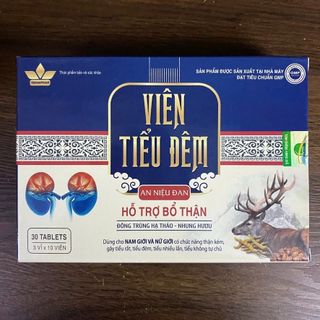 Thực phẩm bảo vệ sức khỏe
SẢN PHẨM ĐƯỢC SẢN XUẤT TẠI NHÀ MÁY
ĐẠT TIÊU CHUẨN GMP
GMP
VIÊN
TIỂU ĐÊM
AN NIỆU ĐAN
HỖ TRỢ BỔ THẬN
ĐÔNG TRÙNG HẠ THẢO - NHUNG HƯƠU
30 TABLETS
3 VỈ x 10 VIÊN
Dùng cho NAM GIỚI VÀ NỮ GIỚI có chức năng thận kém,
gây tiểu rắt, tiểu đêm, tiểu nhiều lần, tiểu không tự chủ